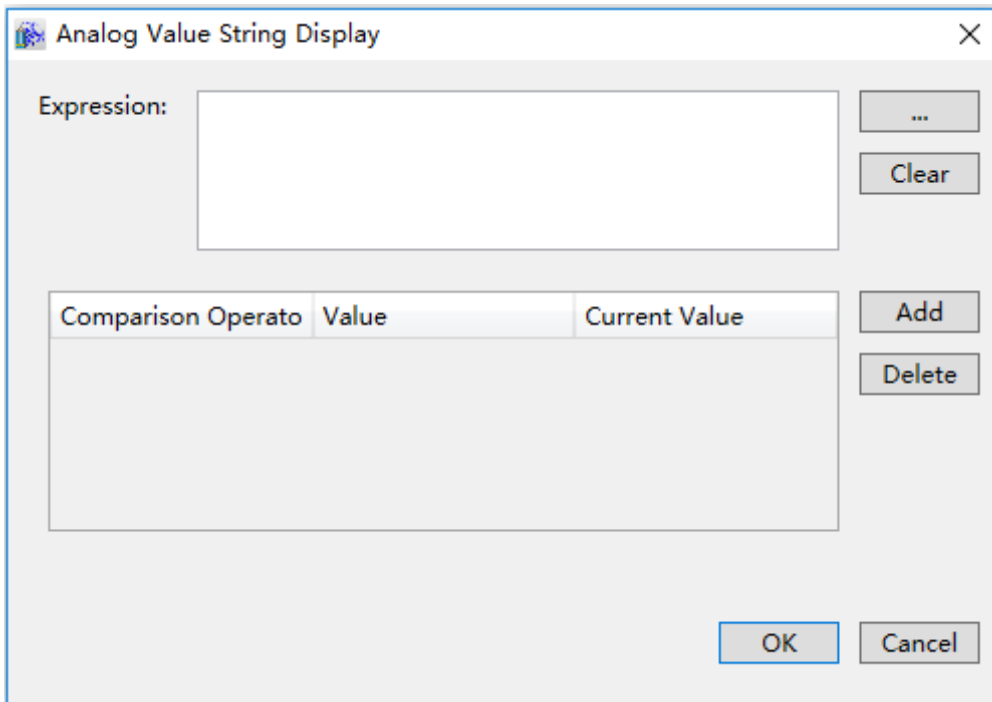 Analog Value String Display
Expression:
...
Clear
Comparison Operato Value Current Value
Add
Delete
OK Cancel